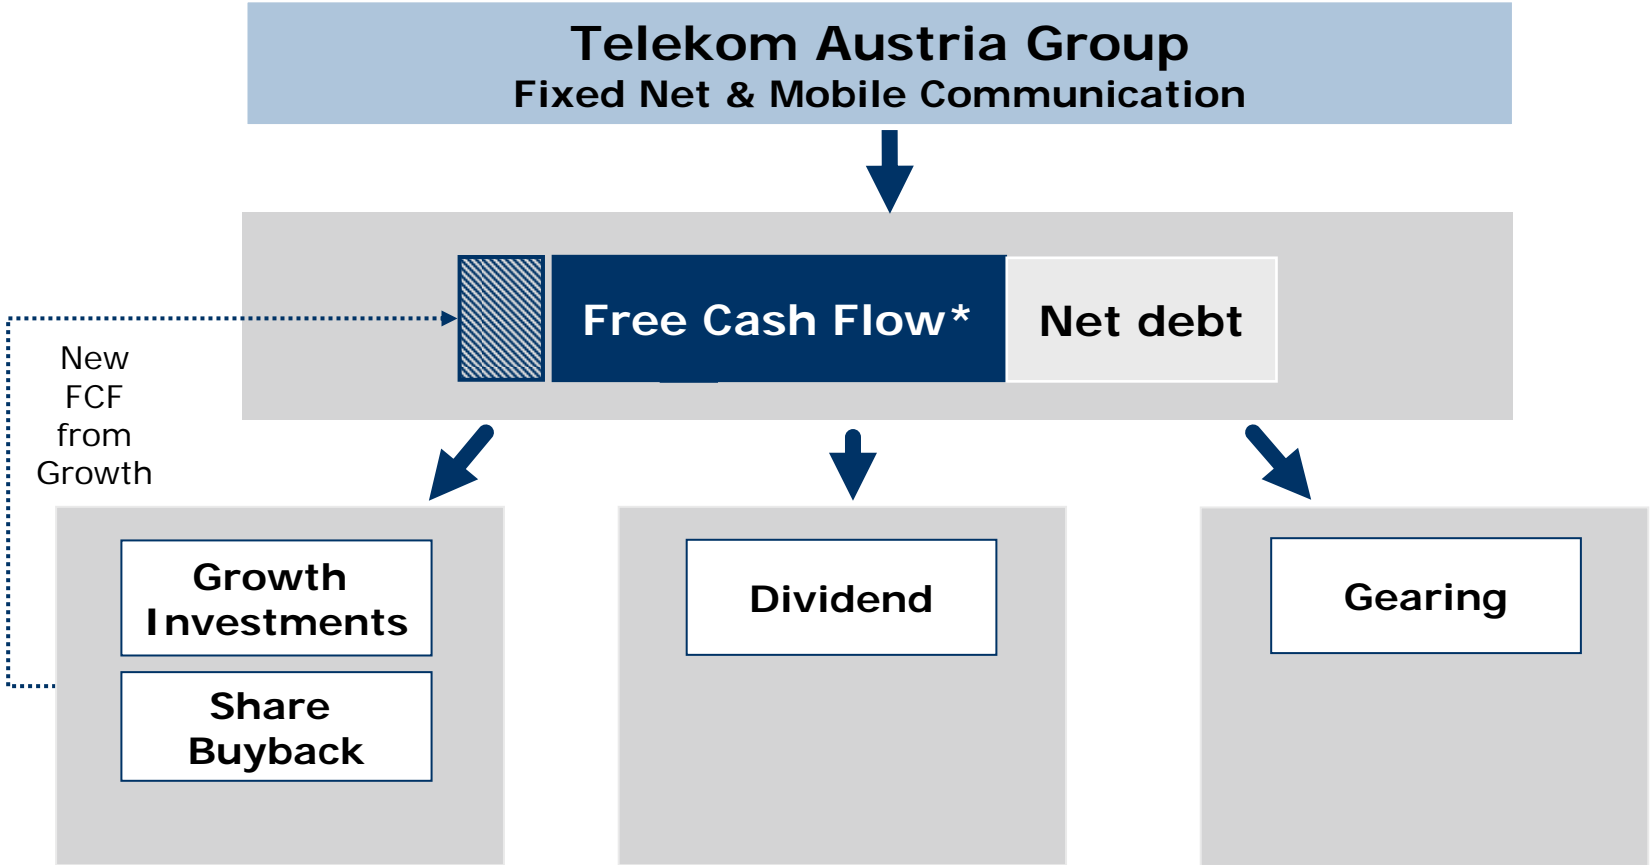 Telekom Austria Group
Fixed Net & Mobile Communication
Free Cash Flow*
Net debt
New
FCF
from
Growth
Growth
Investments
Share
Buyback
Dividend
Gearing